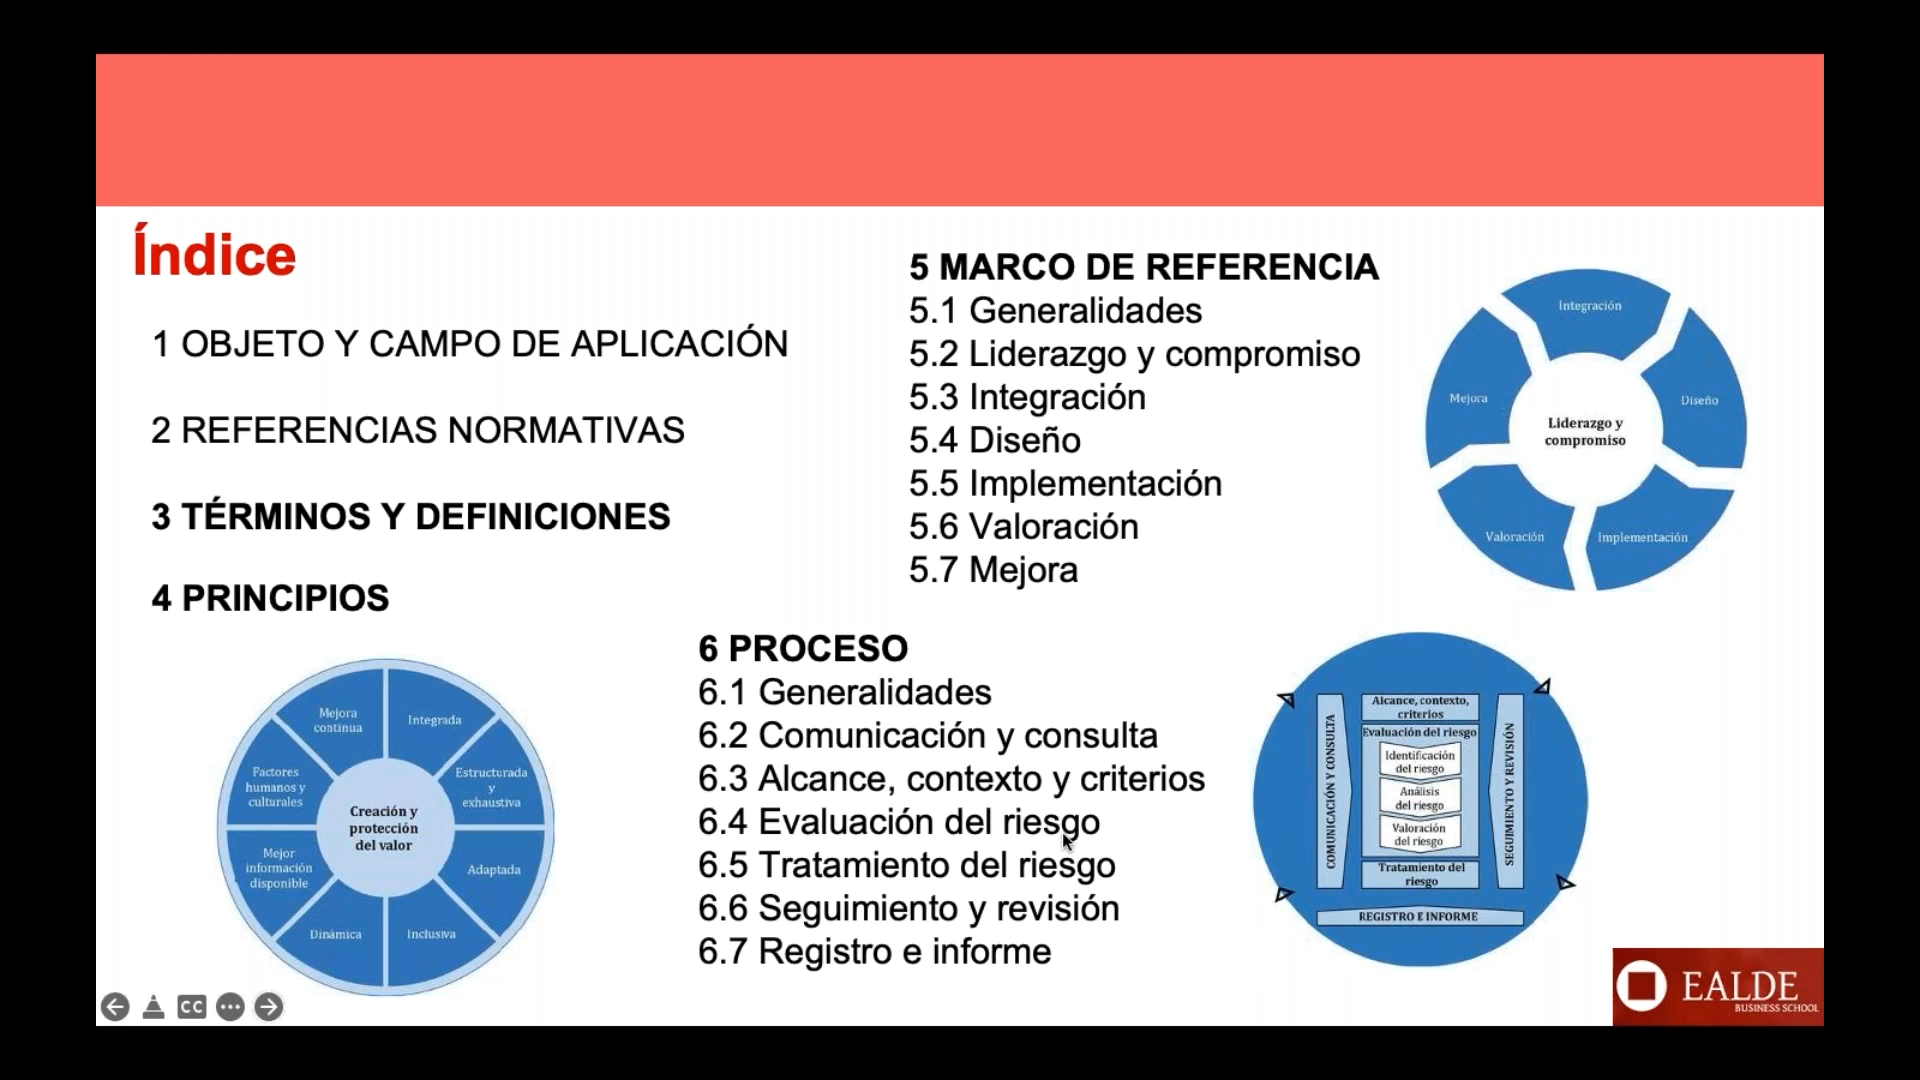 Índice
1 OBJETO Y CAMPO DE APLICACIÓN
2 REFERENCIAS NORMATIVAS
3 TÉRMINOS Y DEFINICIONES
4 PRINCIPIOS
Mejora
continua
Integrada
Factores
humanos y
culturales
Estructurada
y
exhaustiva
Creación y
protección
del valor
Mejor
información
disponible
Adaptada
Dinámica
Inclusiva
5 MARCO DE REFERENCIA
5.1 Generalidades
5.2 Liderazgo y compromiso
5.3 Integración
5.4 Diseño
5.5 Implementación
5.6 Valoración
5.7 Mejora
Integración
Mejora
Diseño
Liderazgo y
compromiso
Valoración
Implementación
6 PROCESO
6.1 Generalidades
6.2 Comunicación y consulta
6.3 Alcance, contexto y criterios
6.4 Evaluación del riesgo
6.5 Tratamiento del riesgo
6.6 Seguimiento y revisión
6.7 Registro e informe
COMUNICACIÓN Y CONSULTA
Alcance, contexto,
criterios
Evaluación del riesgo
Identificación
del riesgo
Análisis
del riesgo
Valoración
del riesgo
Tratamiento del
riesgo
SEGUIMIENTO Y REVISIÓN
REGISTRO E INFORME
CC
EALDE
BUSINESS SCHOOL